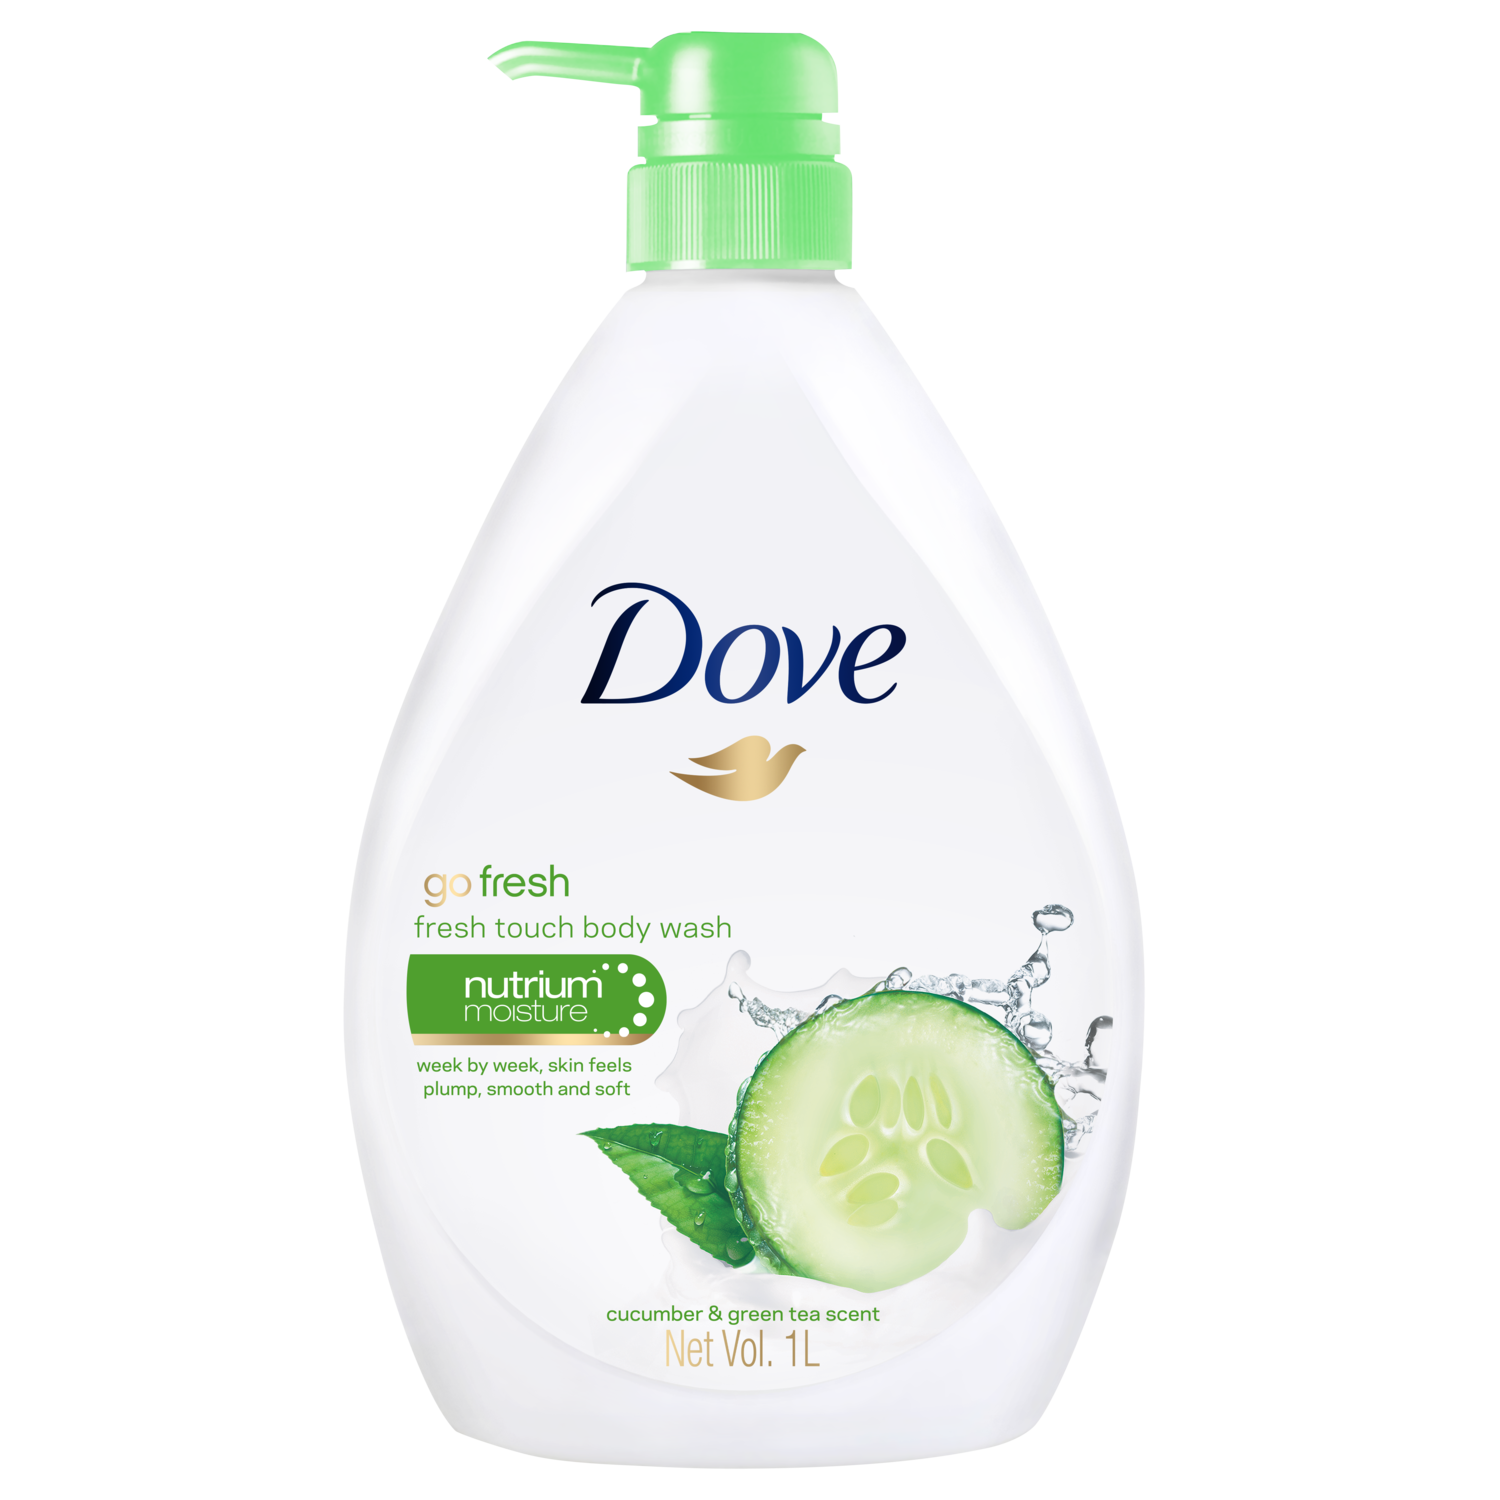 Dove
go fresh
fresh touch body wash
nutrium
moisture
week by week, skin feels
plump, smooth and soft
cucumber & green tea scent
Net Vol. 1L